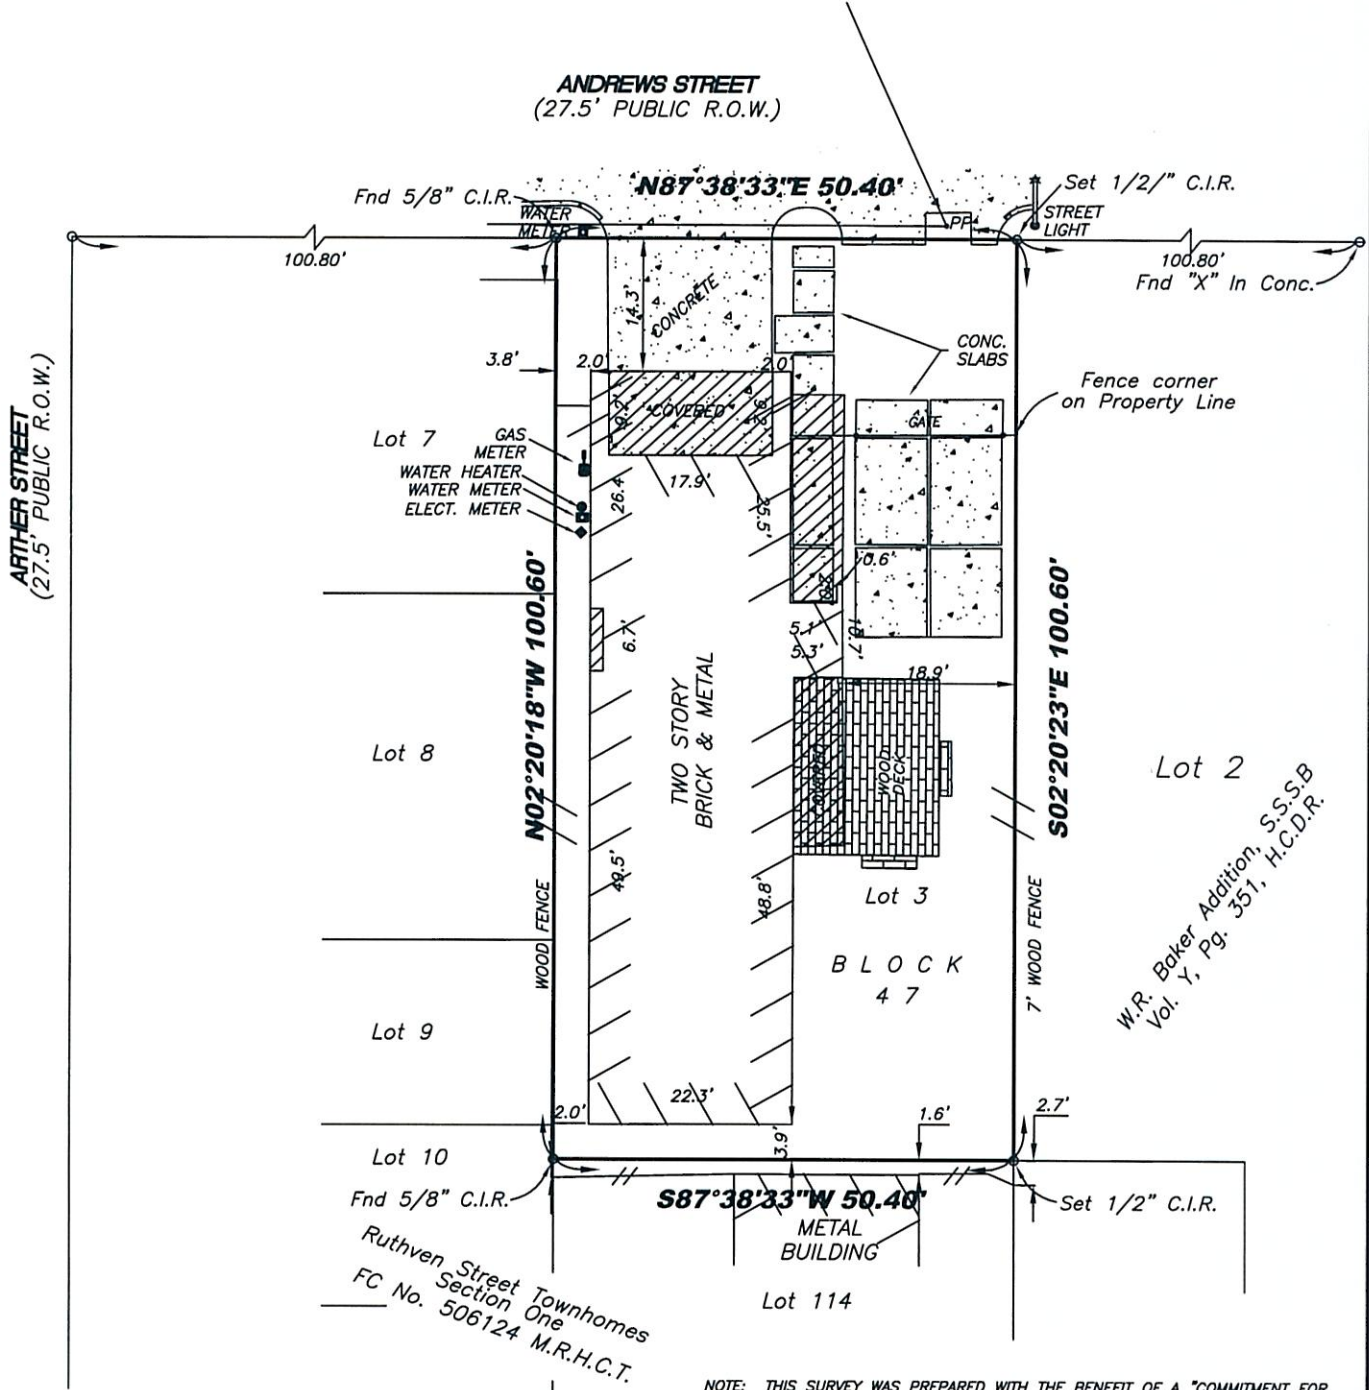 ANDREWS STREET
(27.5' PUBLIC R.O.W.)
N87°38'33"E 50.40'
Fnd 5/8" C.I.R.
Set 1/2/" C.I.R.
WATER
METER
PP
STREET
LIGHT
100.80'
100.80'
Fnd "X" In Conc.
14.3'
CONCRETE
CONC.
SLABS
3.8'
2.0'
2.0'
Fence corner
on Property Line
ARTHER STREET
(27.5' PUBLIC R.O.W.)
9.2'
COVERED
9.2'
GATE
Lot 7
GAS
METER
WATER HEATER
WATER METER
ELECT. METER
17.9'
26.4'
25.5'
0.6'
5.1'
5.3'
10.7'
6.7'
18.9'
N02°20'18"W 100.60'
S02°20'23"E 100.60'
TWO STORY
BRICK & METAL
Lot 8
COVERED
WOOD
DECK
Lot 2
W.R. Baker Addition, S.S.S.B
Vol. Y, Pg. 351, H.C.D.R.
49.5'
48.8'
Lot 3
WOOD FENCE
7' WOOD FENCE
BLOCK
47
Lot 9
22.3'
2.0'
3.9'
1.6'
2.7'
Lot 10
Fnd 5/8" C.I.R.
S87°38'33"W 50.40'
Set 1/2" C.I.R.
METAL
BUILDING
Ruthven Street Townhomes
Section One
FC No. 506124 M.R.H.C.T.
Lot 114
NOTE: THIS SURVEY WAS PREPARED WITH THE BENEFIT OF A "COMMITMENT FOR